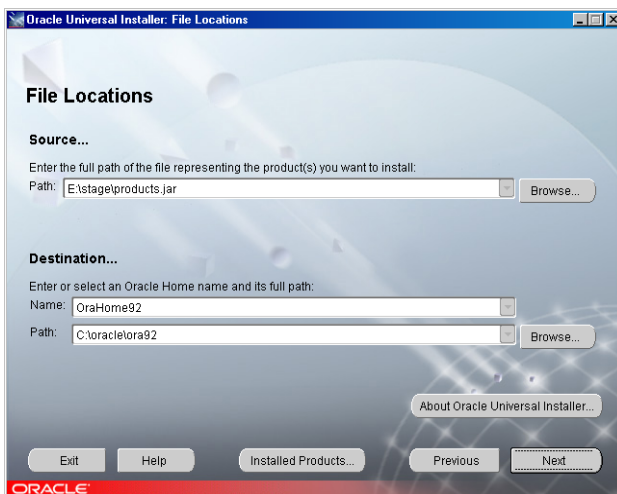 Oracle Universal Installer: File Locations
File Locations
Source...
Enter the full path of the file representing the product(s) you want to install:
Path: E:\stage\products.jar Browse...
Destination...
Enter or select an Oracle Home name and its full path:
Name: OraHome92
Path: C:\oracle\ora92 Browse...
About Oracle Universal Installer...
Exit Help Installed Products... Previous Next
ORACLE